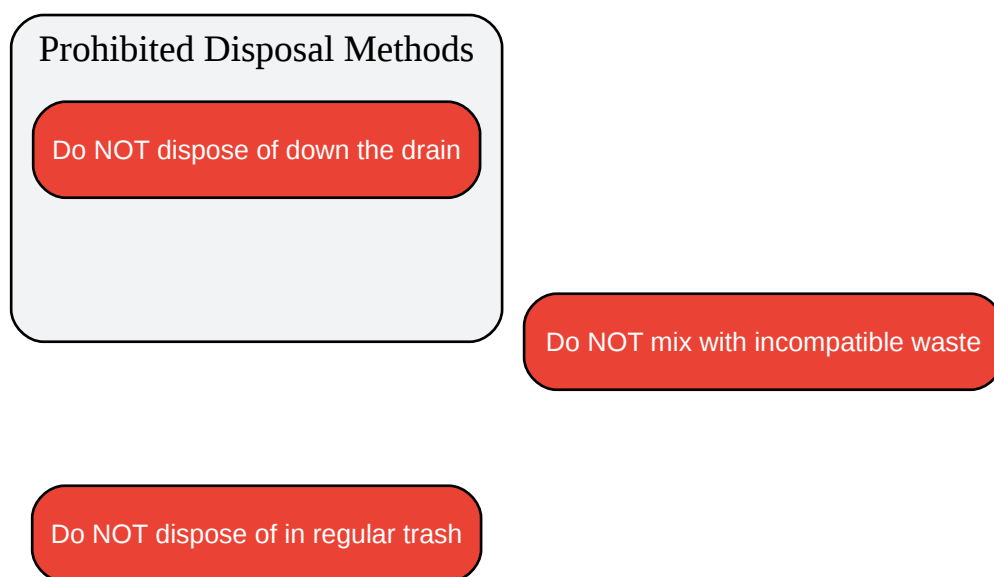 Prohibited Disposal Methods
Do NOT dispose of down the drain
Do NOT mix with incompatible waste
Do NOT dispose of in regular trash